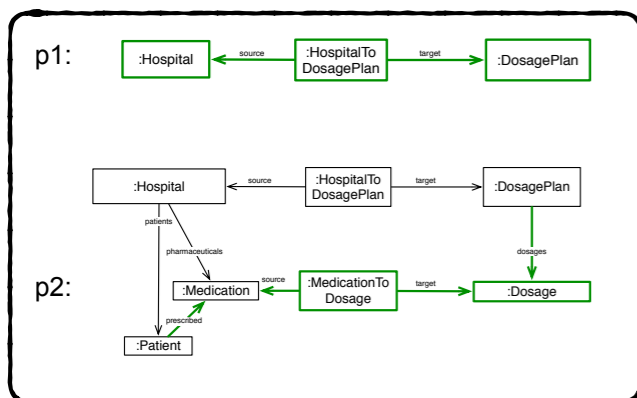 p1:
:Hospital
source
:HospitalTo
DosagePlan
target
:DosagePlan
:Hospital
source
:HospitalTo
DosagePlan
target
:DosagePlan
patients
pharmaceuticals
dosages
p2:
:Medication
source
:MedicationTo
Dosage
target
:Dosage
prescribed
:Patient